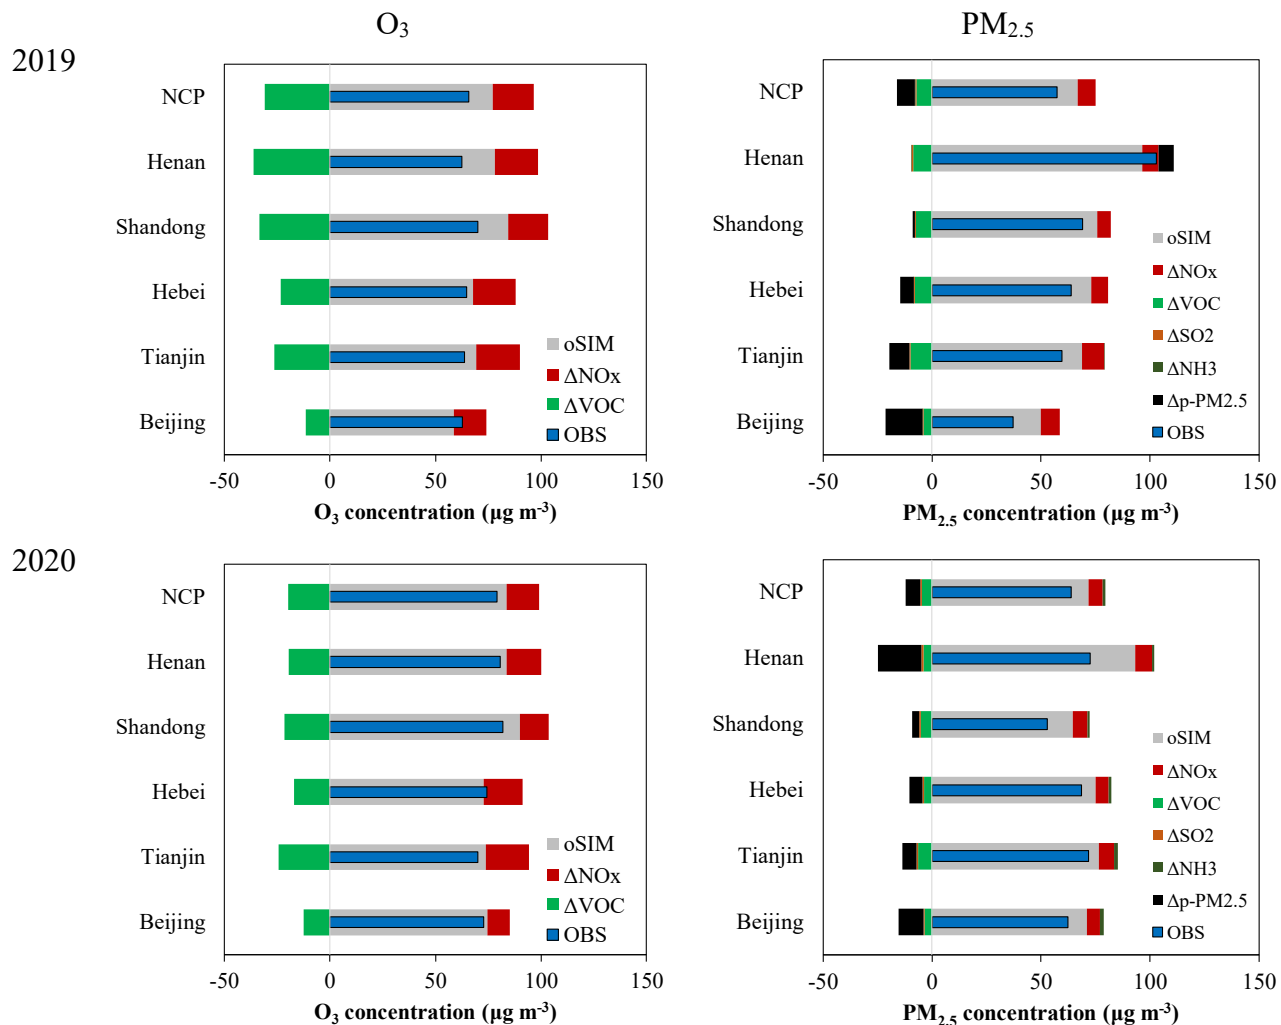 O₃
PM₂.₅
2019
NCP
Henan
Shandong
Hebei
Tianjin
Beijing
oSIM
ΔNOx
ΔVOC
OBS
-50 0 50 100 150
O₃ concentration (μg m⁻³)
NCP
Henan
Shandong
Hebei
Tianjin
Beijing
oSIM
ΔNOx
ΔVOC
ΔSO2
ΔNH3
Δp-PM2.5
OBS
-50 0 50 100 150
PM₂.₅ concentration (μg m⁻³)
2020
NCP
Henan
Shandong
Hebei
Tianjin
Beijing
oSIM
ΔNOx
ΔVOC
OBS
-50 0 50 100 150
O₃ concentration (μg m⁻³)
NCP
Henan
Shandong
Hebei
Tianjin
Beijing
oSIM
ΔNOx
ΔVOC
ΔSO2
ΔNH3
Δp-PM2.5
OBS
-50 0 50 100 150
PM₂.₅ concentration (μg m⁻³)